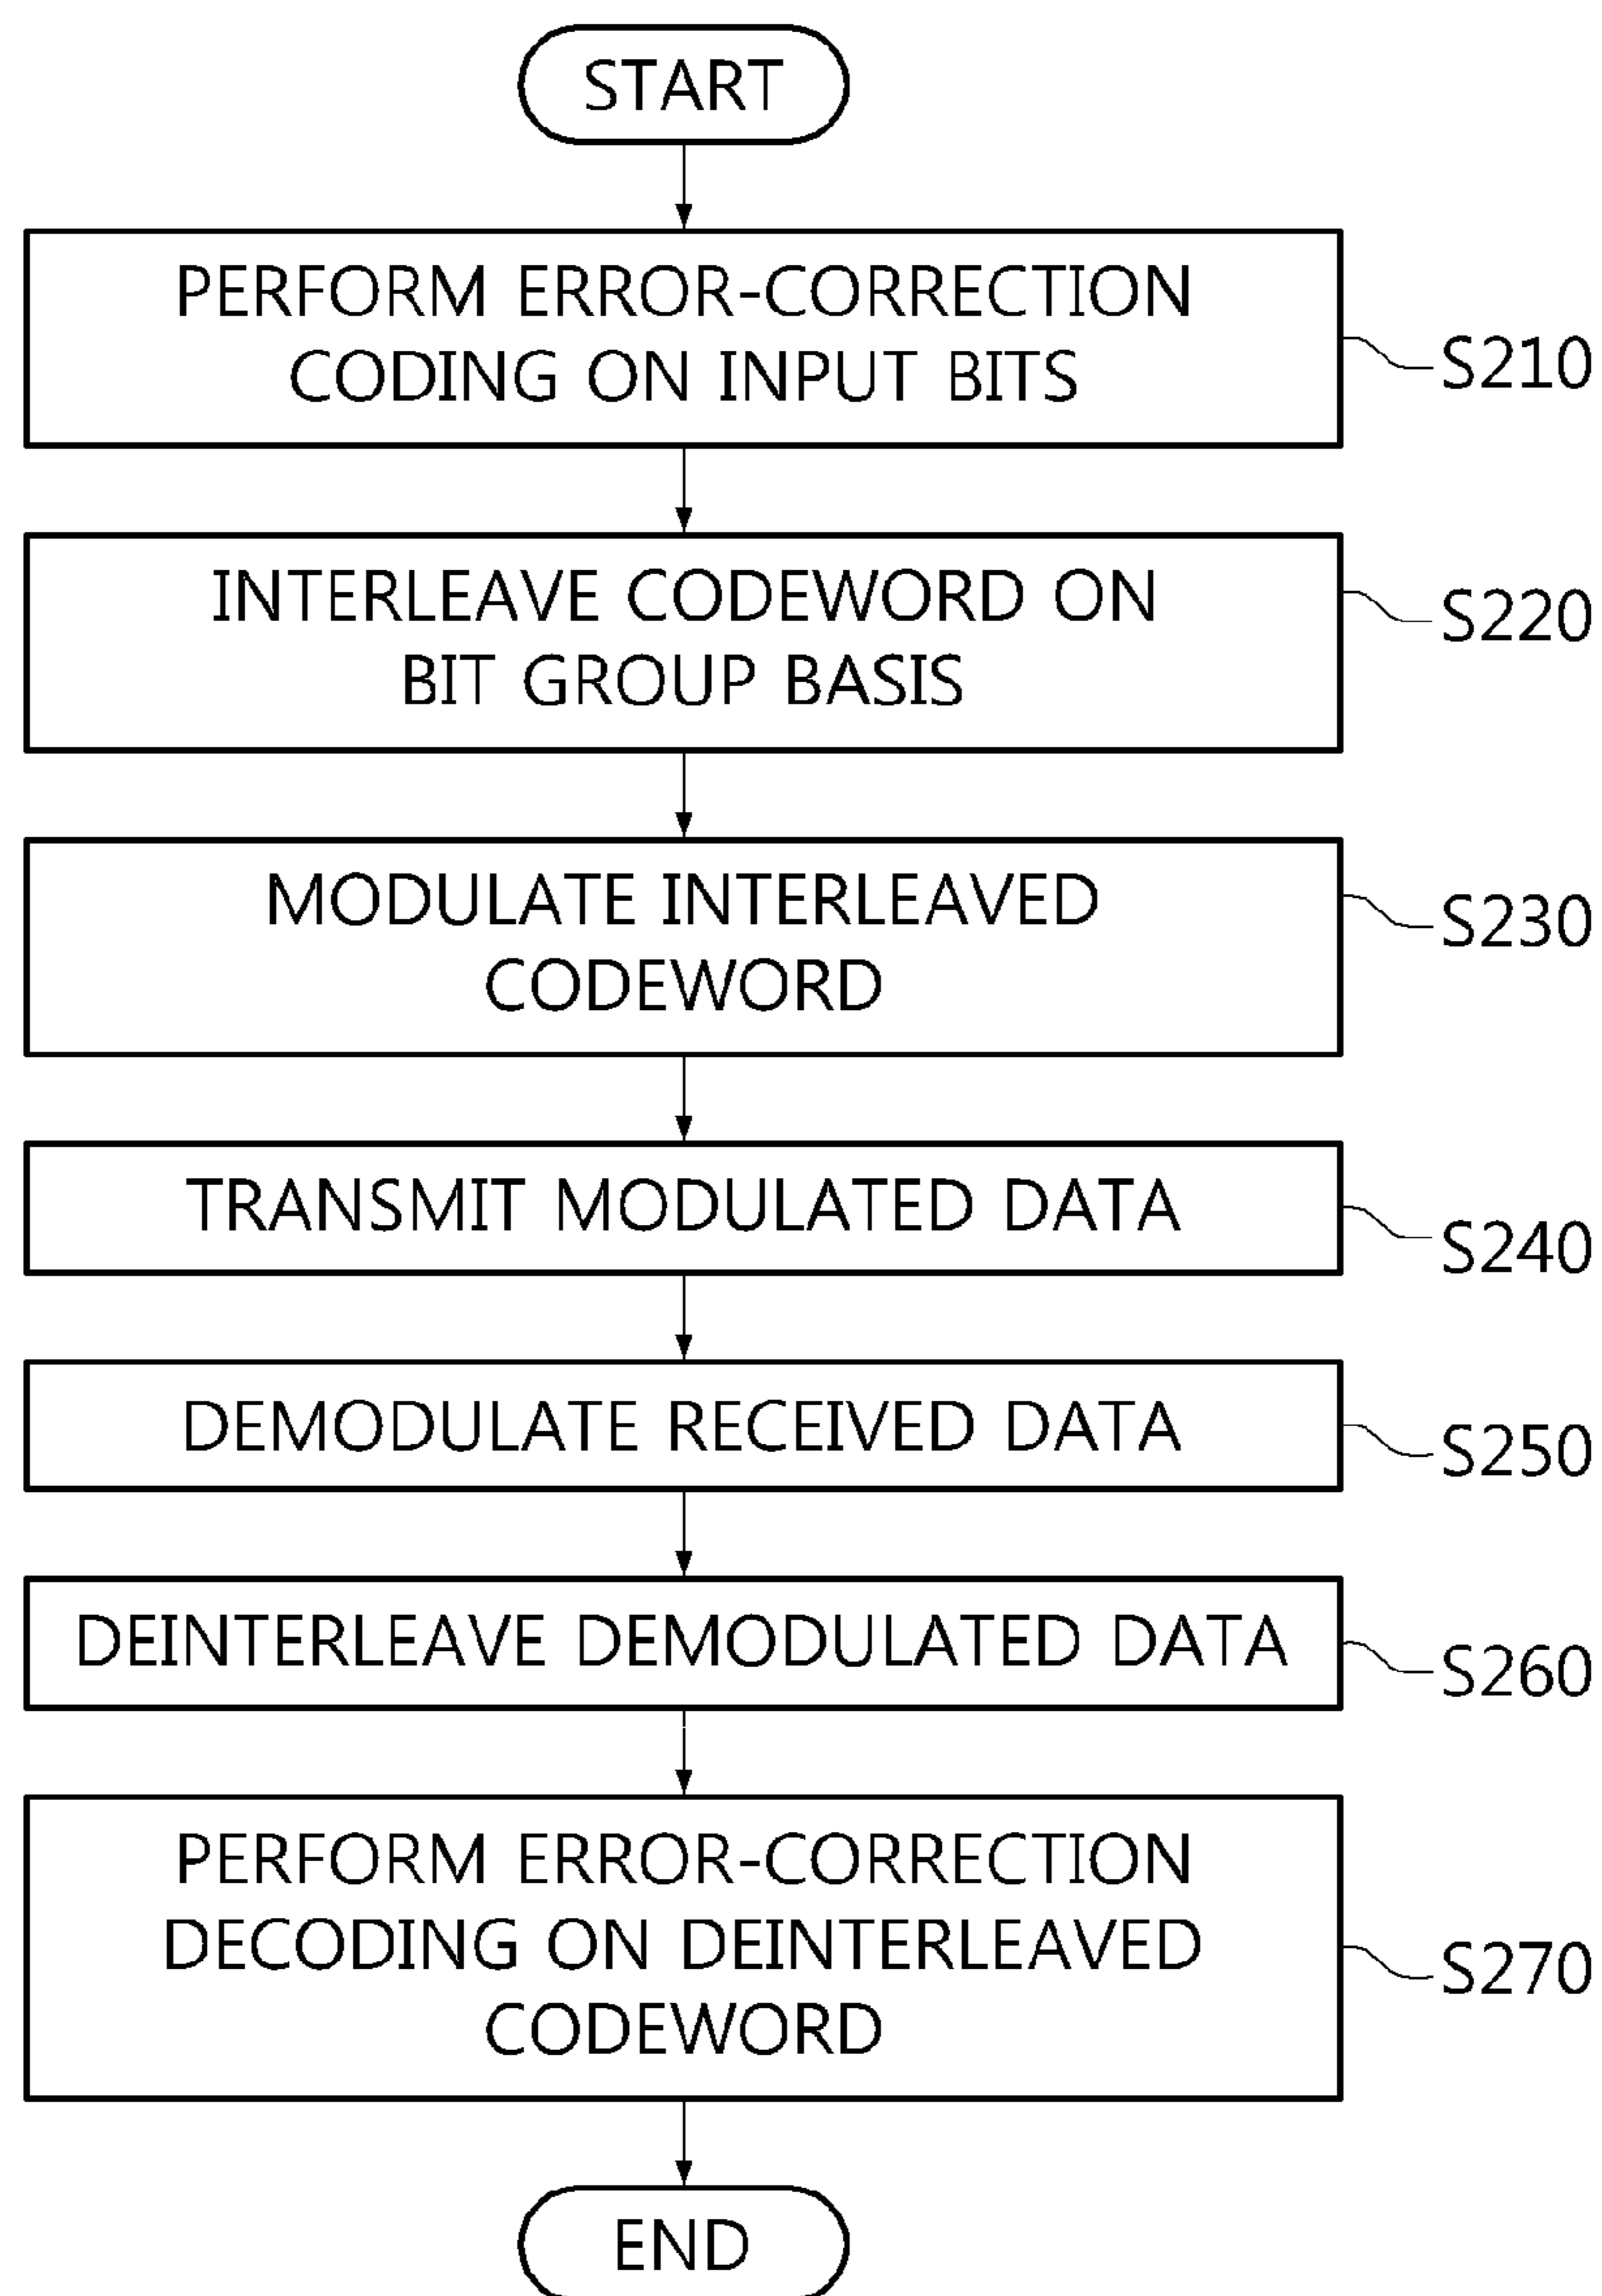 START
PERFORM ERROR-CORRECTION
CODING ON INPUT BITS
S210
INTERLEAVE CODEWORD ON
BIT GROUP BASIS
S220
MODULATE INTERLEAVED
CODEWORD
S230
TRANSMIT MODULATED DATA
S240
DEMODULATE RECEIVED DATA
S250
DEINTERLEAVE DEMODULATED DATA
S260
PERFORM ERROR-CORRECTION
DECODING ON DEINTERLEAVED
CODEWORD
S270
END